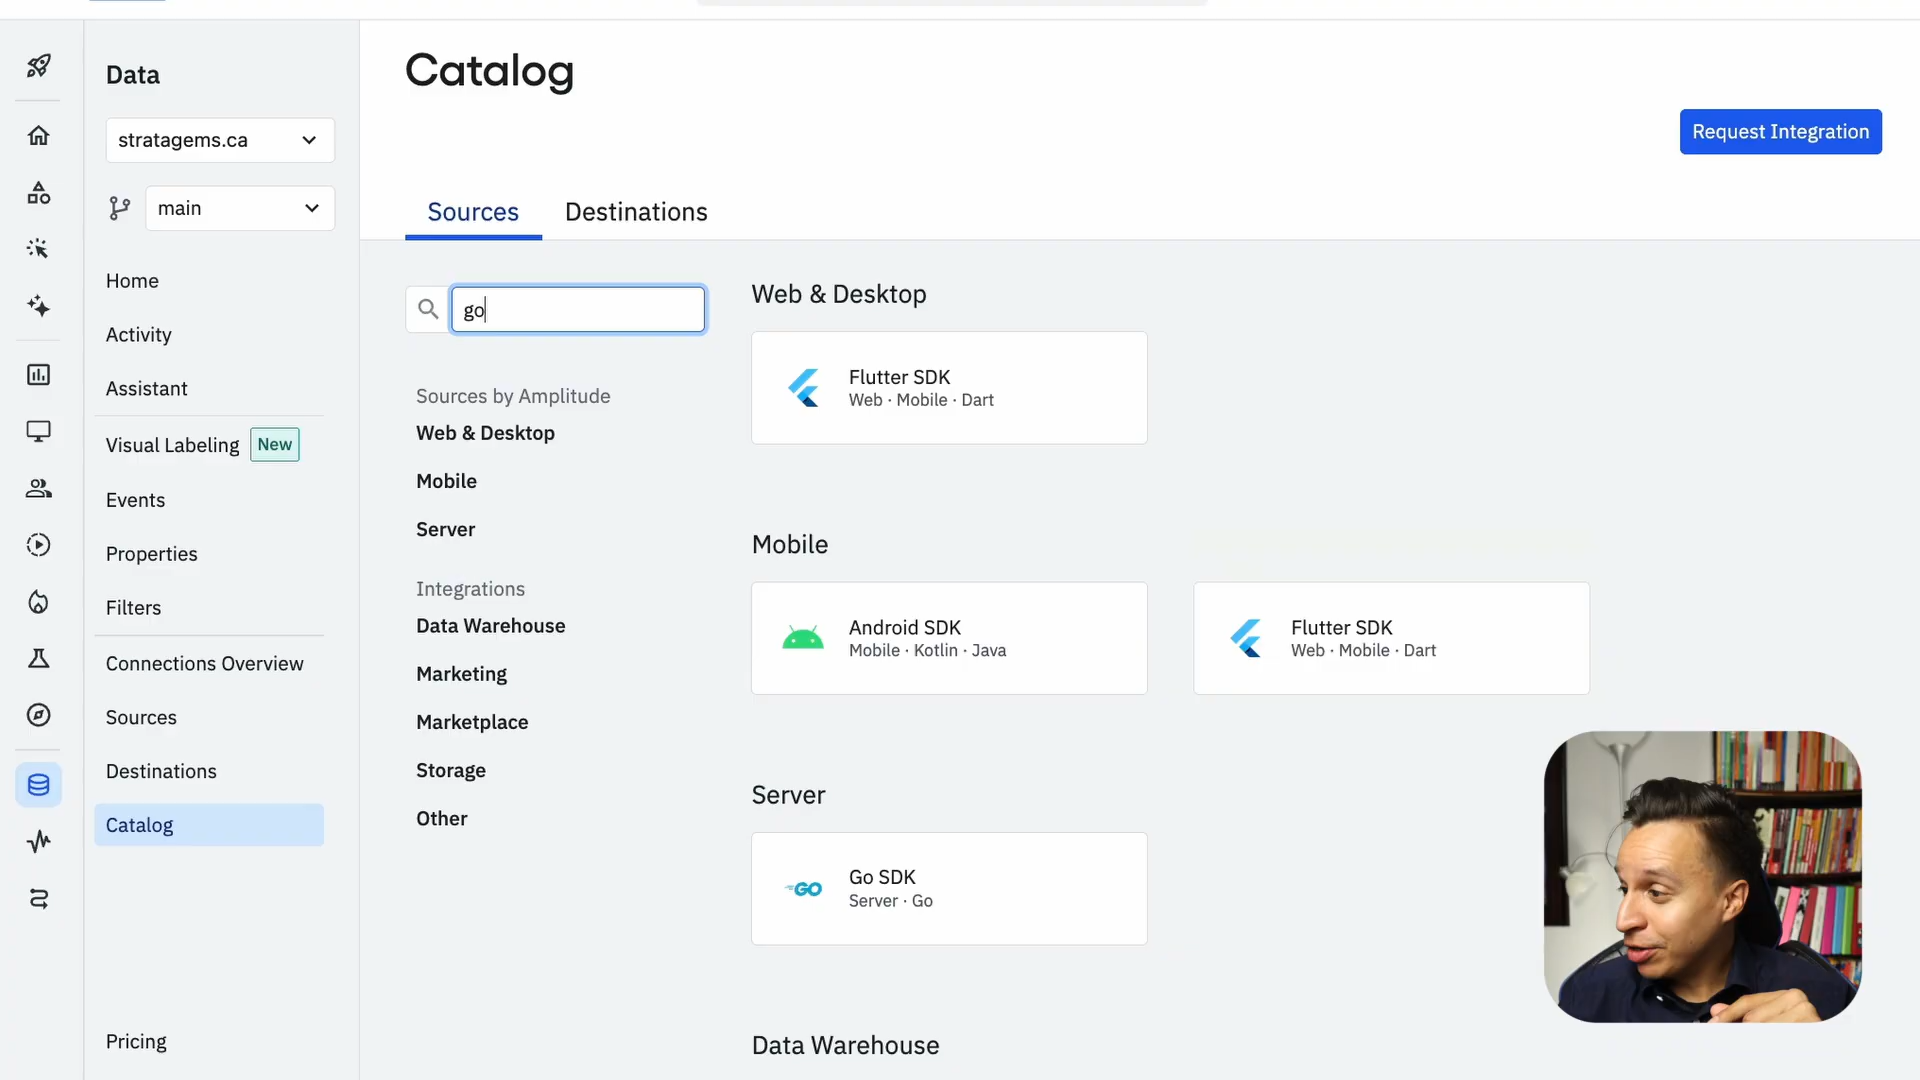 Data
stratagems.ca
main
Home
Activity
Assistant
Visual Labeling New
Events
Properties
Filters
Connections Overview
Sources
Destinations
Catalog
Pricing
Catalog
Request Integration
Sources Destinations
go
Sources by Amplitude
Web & Desktop
Mobile
Server
Integrations
Data Warehouse
Marketing
Marketplace
Storage
Other
Web & Desktop
Flutter SDK
Web · Mobile · Dart
Mobile
Android SDK
Mobile · Kotlin · Java
Flutter SDK
Web · Mobile · Dart
Server
GO
Go SDK
Server · Go
Data Warehouse